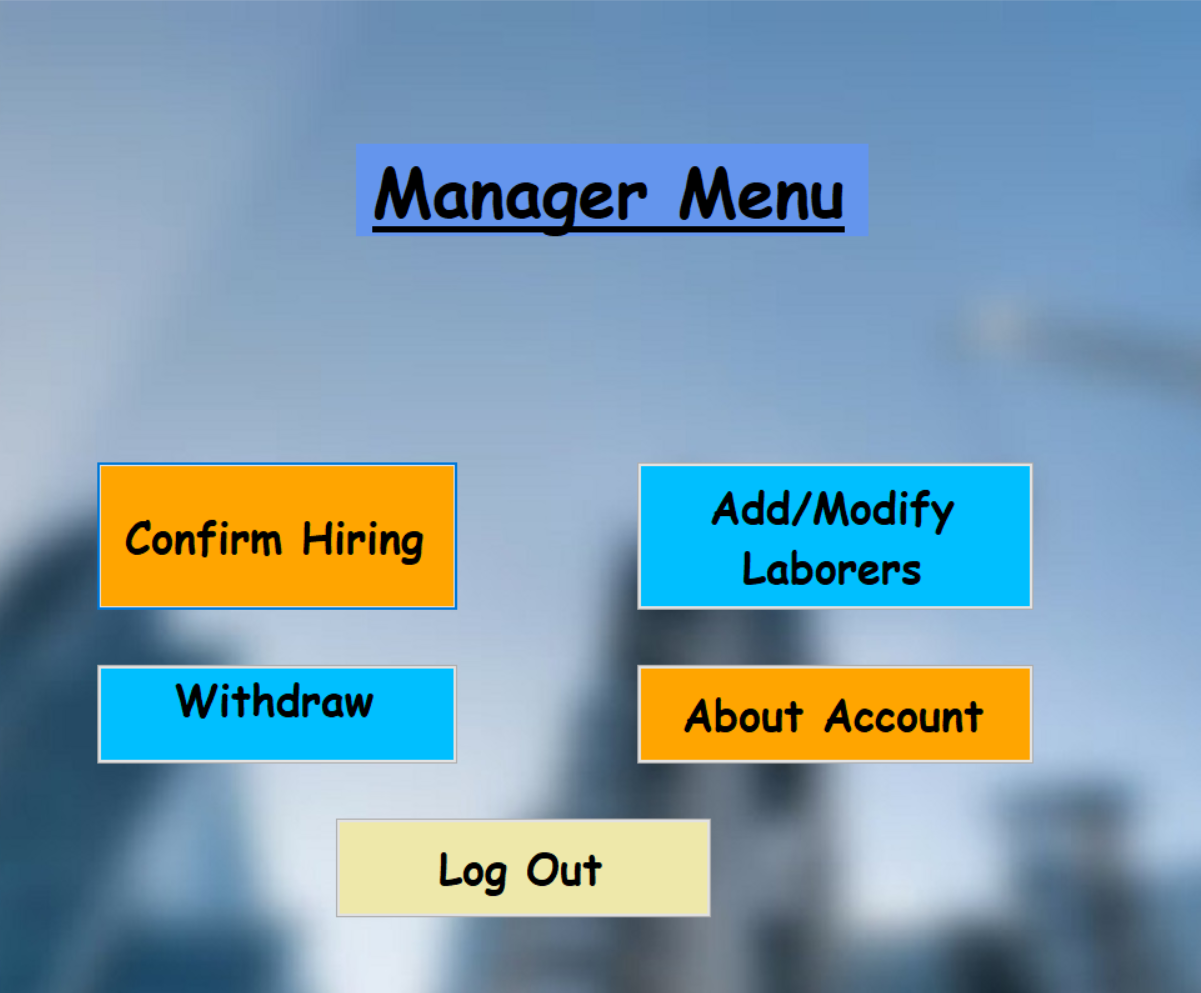 Manager Menu
Confirm Hiring
Add/Modify
Laborers
Withdraw
About Account
Log Out